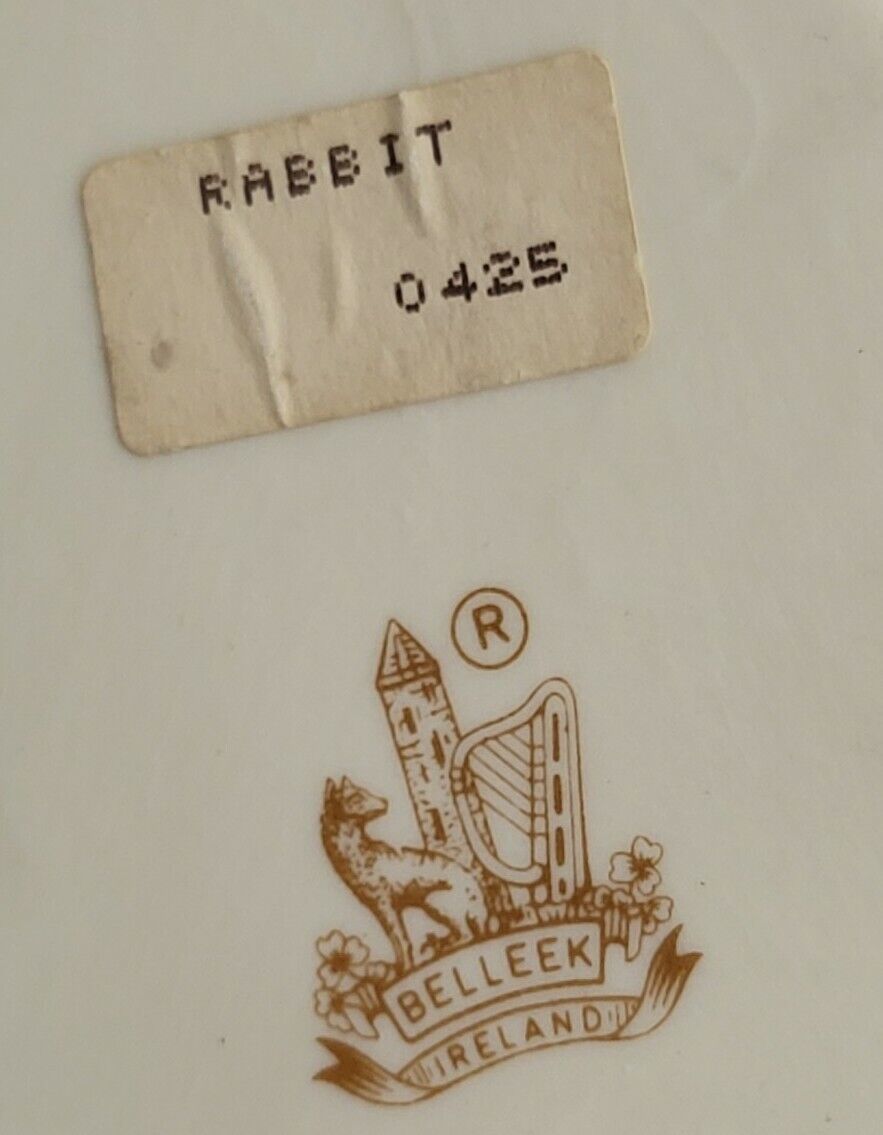 RABBIT
0425
®
BELLEEK
IRELAND